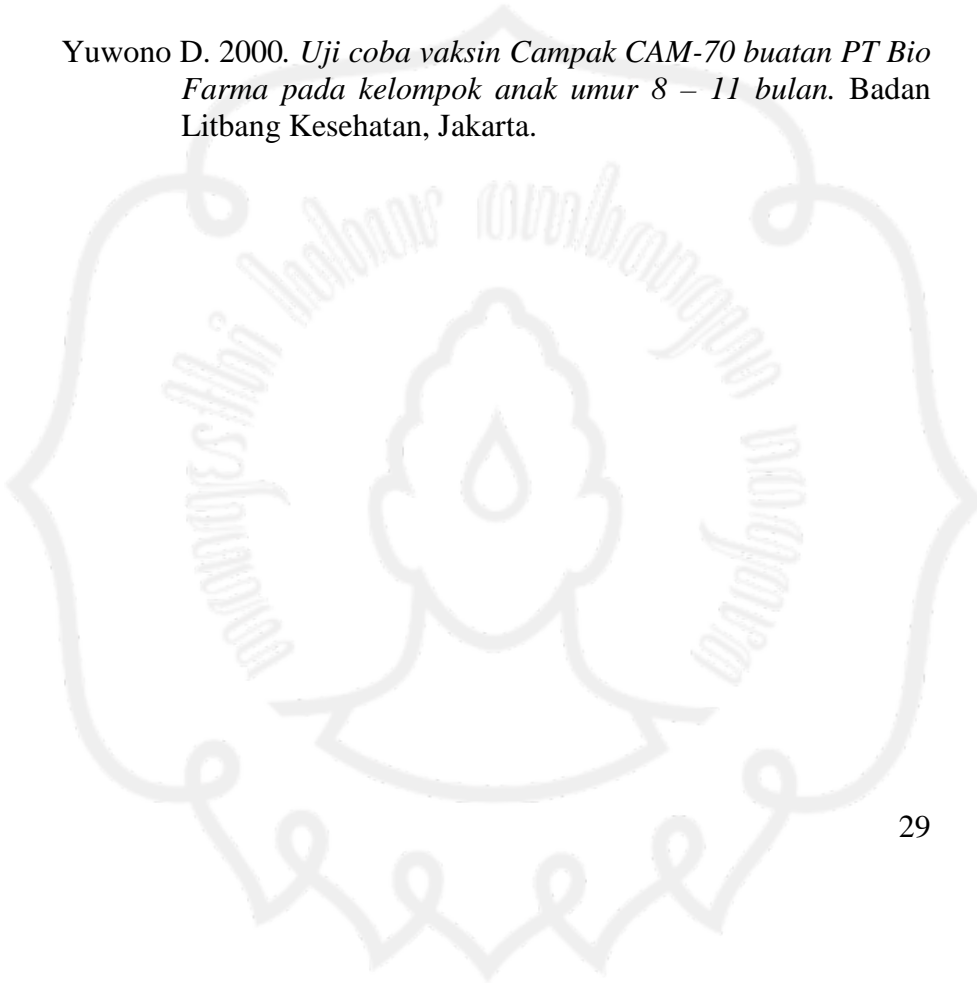 Yuwono D. 2000. Uji coba vaksin Campak CAM-70 buatan PT Bio
Farma pada kelompok anak umur 8 – 11 bulan. Badan
Litbang Kesehatan, Jakarta.
29